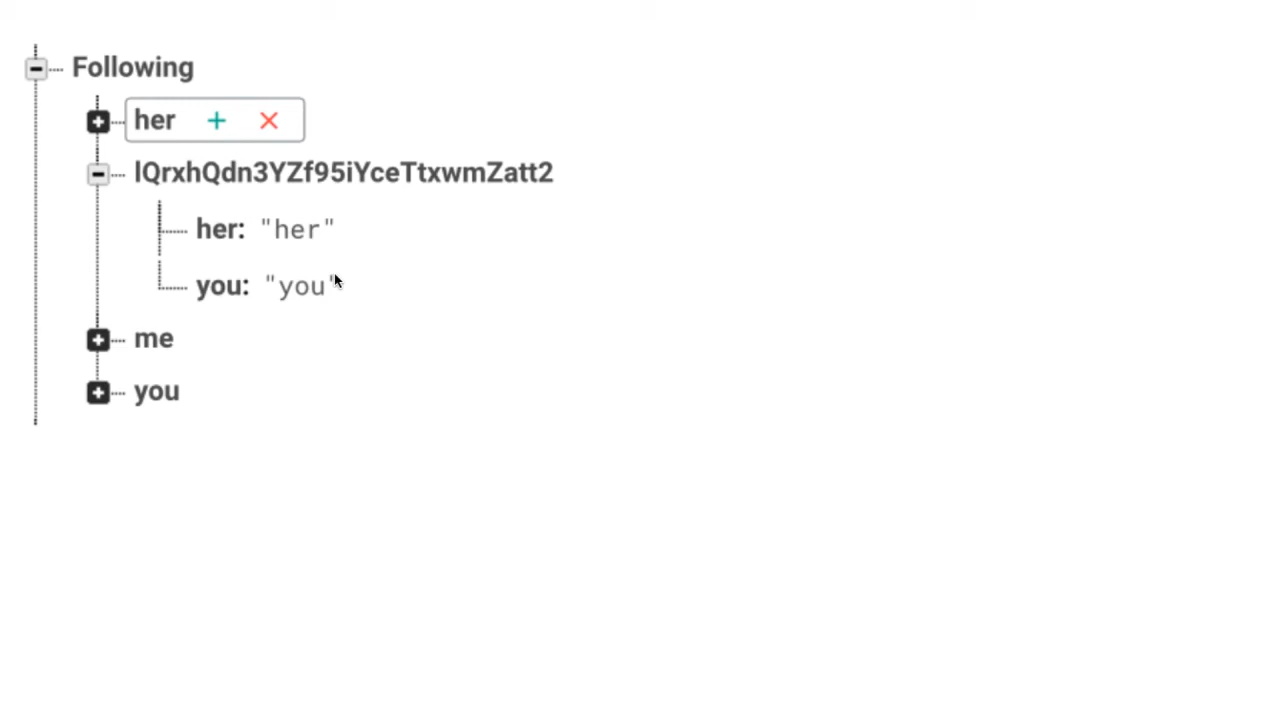 Following
her
lQrxhQdn3YZf95iYceTtxwmZatt2
her: "her"
you: "you"
me
you